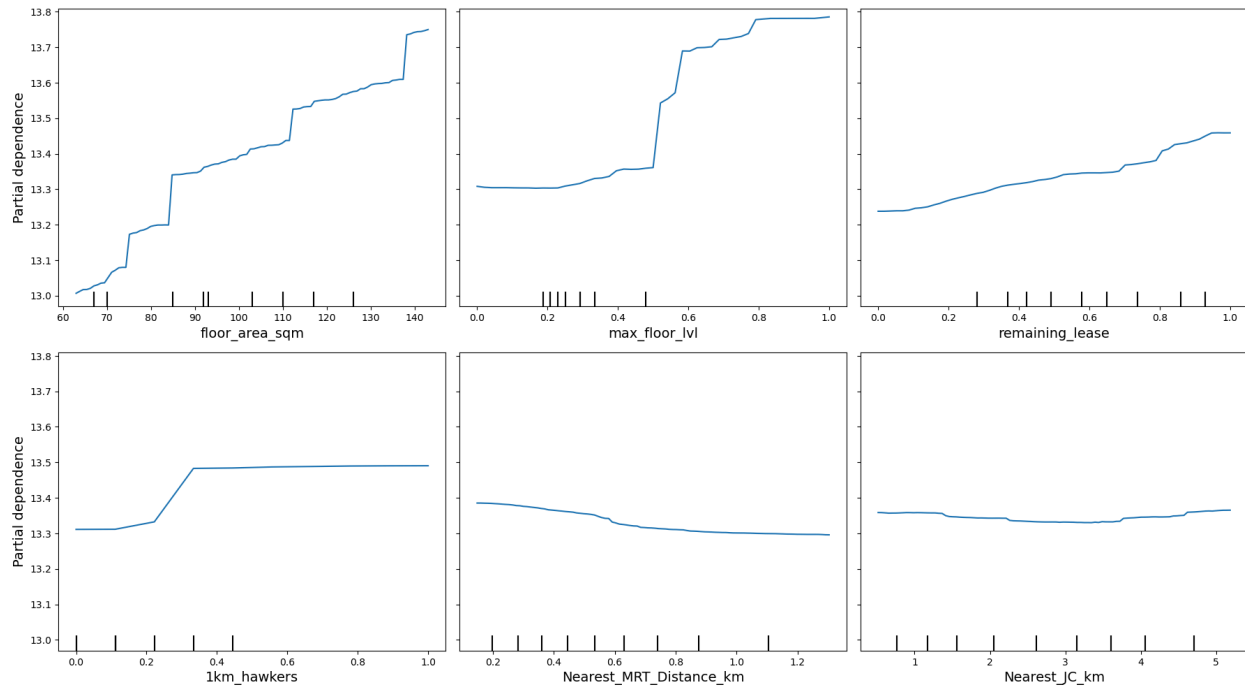 13.8
13.7
13.6
13.5
13.4
13.3
13.2
13.1
13.0
Partial dependence
60 70 80 90 100 110 120 130 140
floor_area_sqm
0.0 0.2 0.4 0.6 0.8 1.0
max_floor_lvl
0.0 0.2 0.4 0.6 0.8 1.0
remaining_lease
13.8
13.7
13.6
13.5
13.4
13.3
13.2
13.1
13.0
Partial dependence
0.0 0.2 0.4 0.6 0.8 1.0
1km_hawkers
0.2 0.4 0.6 0.8 1.0 1.2
Nearest_MRT_Distance_km
1 2 3 4 5
Nearest_JC_km